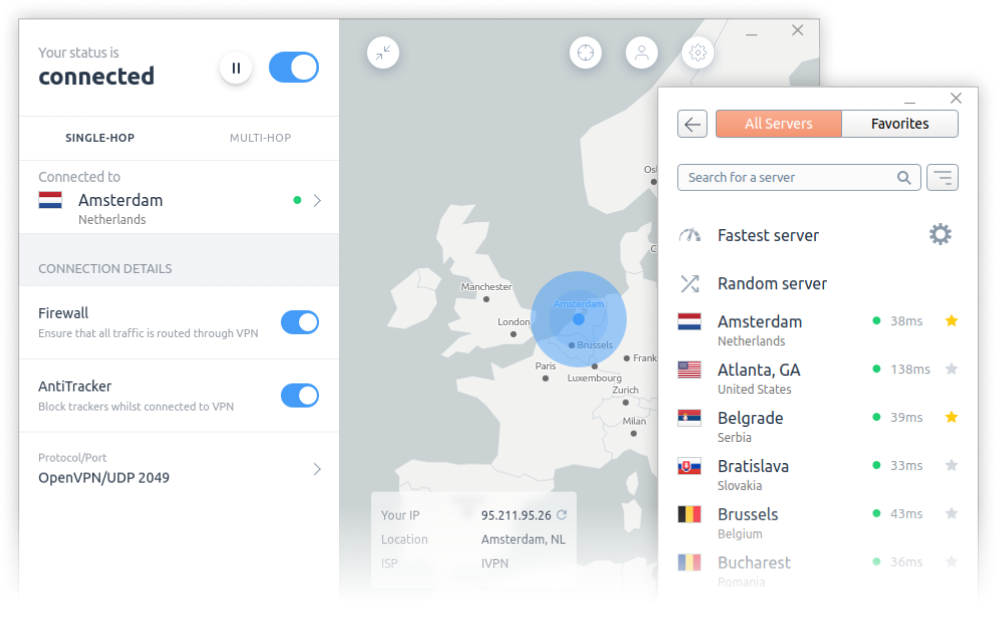 Your status is
connected
SINGLE-HOP
MULTI-HOP
Connected to
Amsterdam
Netherlands
CONNECTION DETAILS
Firewall
Ensure that all traffic is routed through VPN
AntiTracker
Block trackers whilst connected to VPN
Protocol/Port
OpenVPN/UDP 2049
Manchester
London
Amsterdam
Brussels
Paris
Luxembourg
Frank
Zurich
Milan
Your IP 95.211.95.26
Location Amsterdam, NL
ISP IVPN
All Servers Favorites
Search for a server
Fastest server
Random server
Amsterdam 38ms
Netherlands
Atlanta, GA 138ms
United States
Belgrade 39ms
Serbia
Bratislava 33ms
Slovakia
Brussels 43ms
Belgium
Bucharest 36ms
Romania